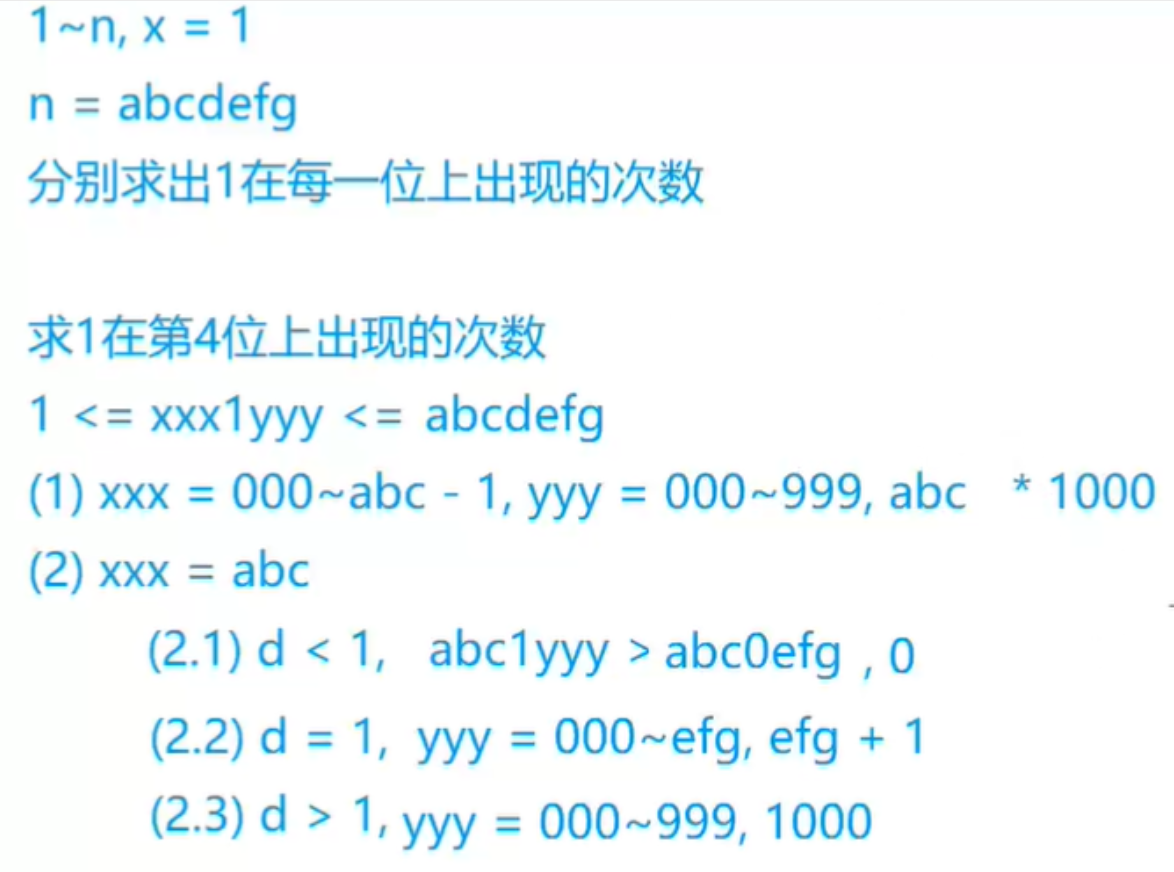 1~n, x = 1
n = abcdefg
分别求出1在每一位上出现的次数
求1在第4位上出现的次数
1 <= xxx1yyy <= abcdefg
(1) xxx = 000~abc - 1, yyy = 000~999, abc * 1000
(2) xxx = abc
(2.1) d < 1, abc1yyy > abc0efg , 0
(2.2) d = 1, yyy = 000~efg, efg + 1
(2.3) d > 1, yyy = 000~999, 1000